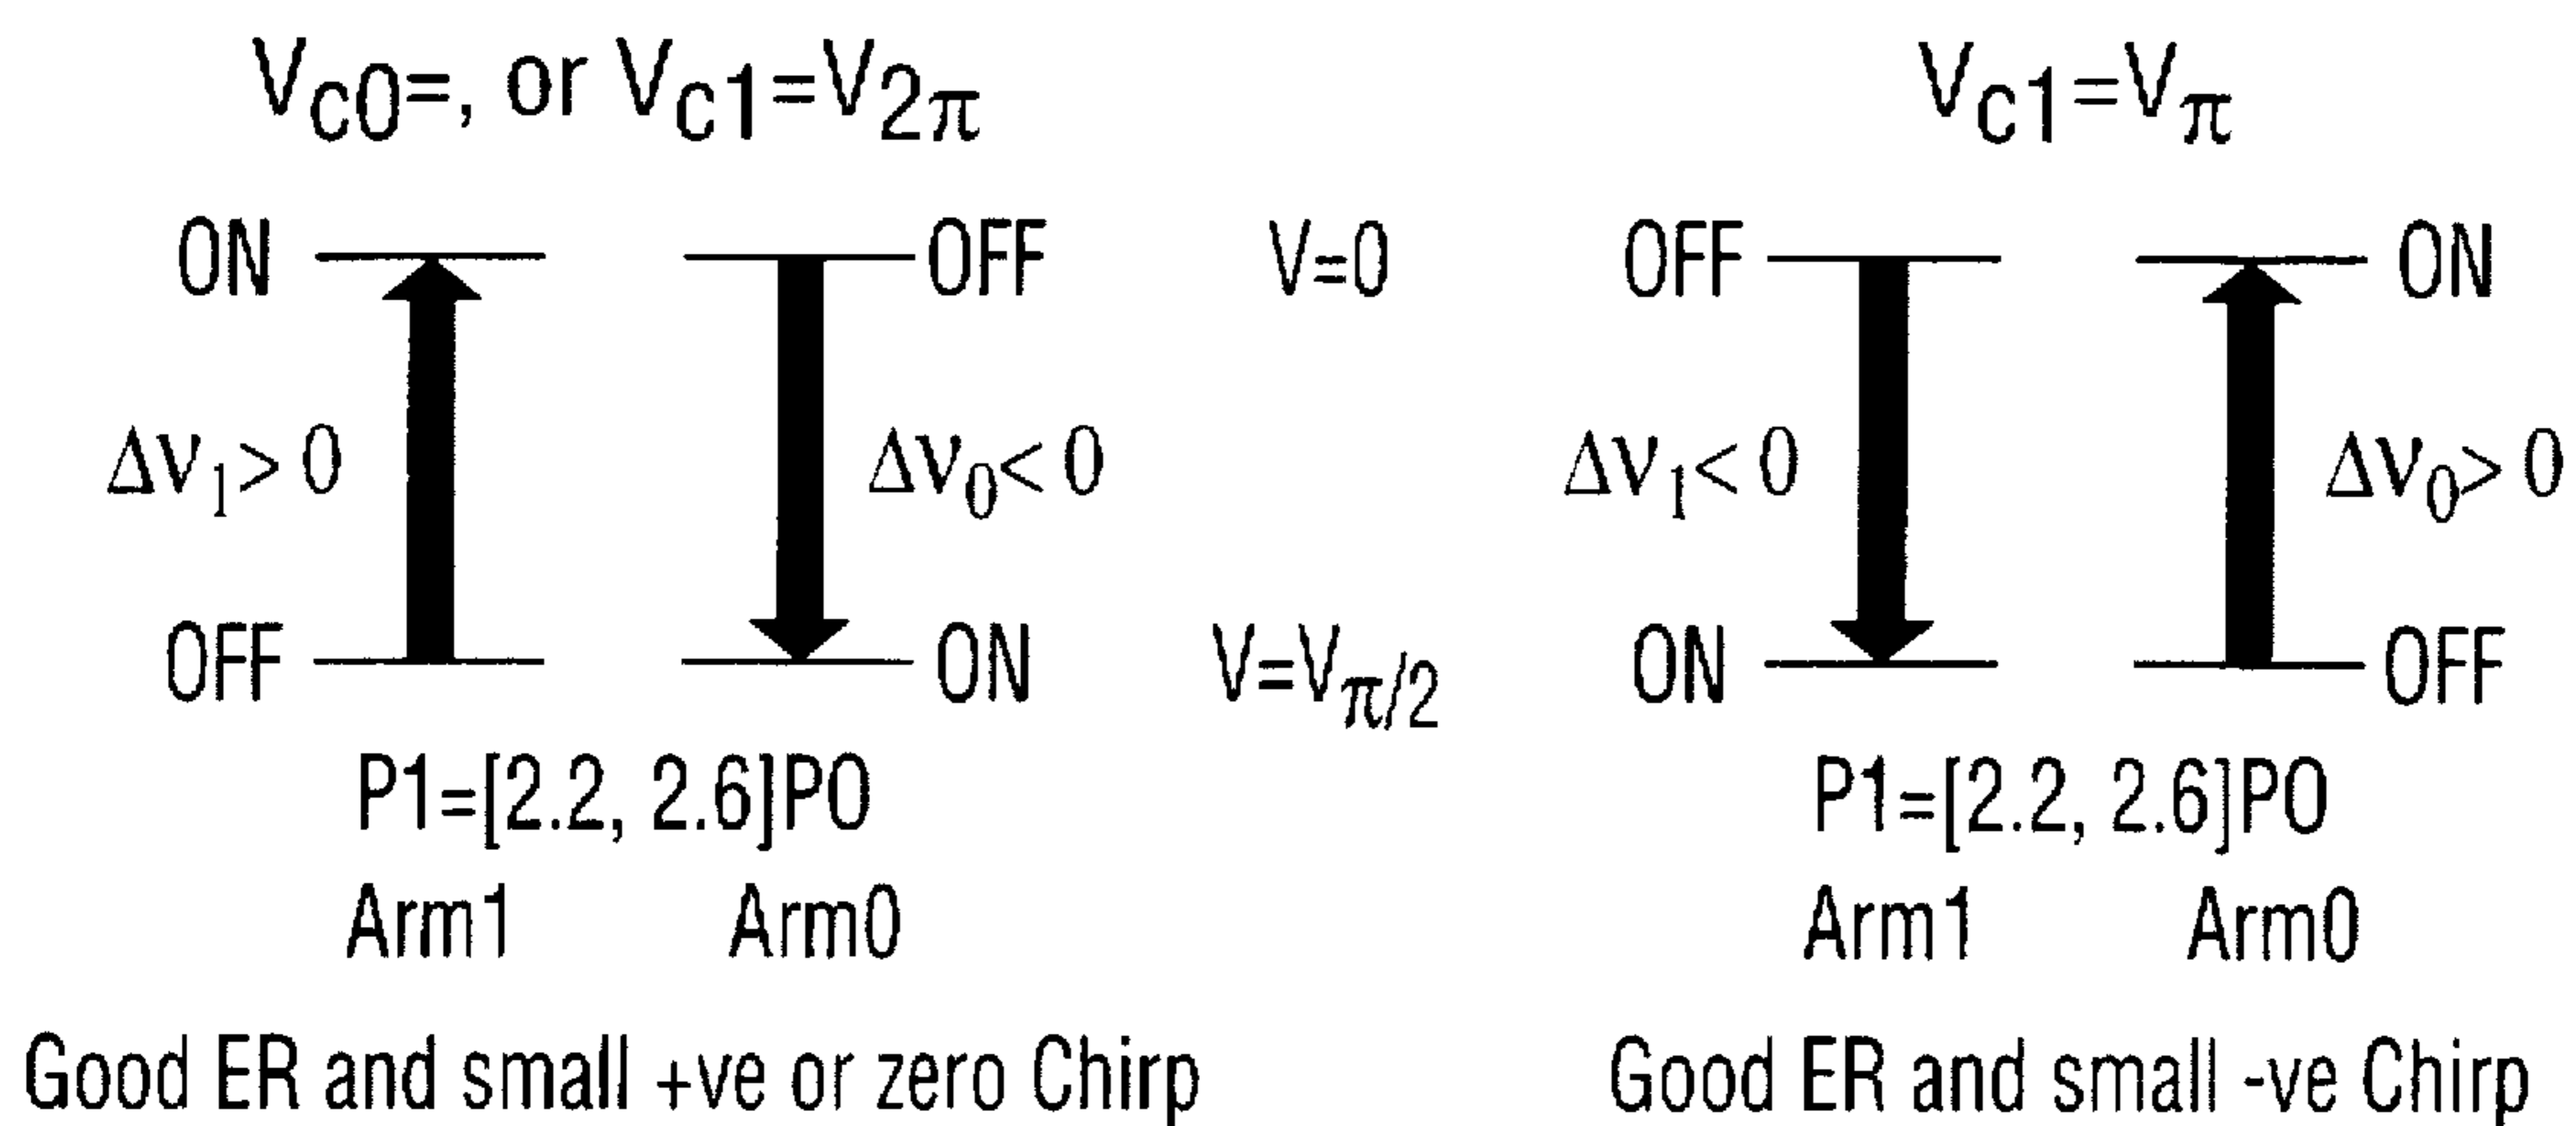 Vc0=, or Vc1=V2π
Vc1=Vπ
ON
OFF
V=0
OFF
ON
Δν1> 0
Δν0< 0
Δν1< 0
Δν0> 0
OFF
ON
V=Vπ/2
ON
OFF
P1=[2.2, 2.6]P0
P1=[2.2, 2.6]P0
Arm1
Arm0
Arm1
Arm0
Good ER and small +ve or zero Chirp
Good ER and small -ve Chirp